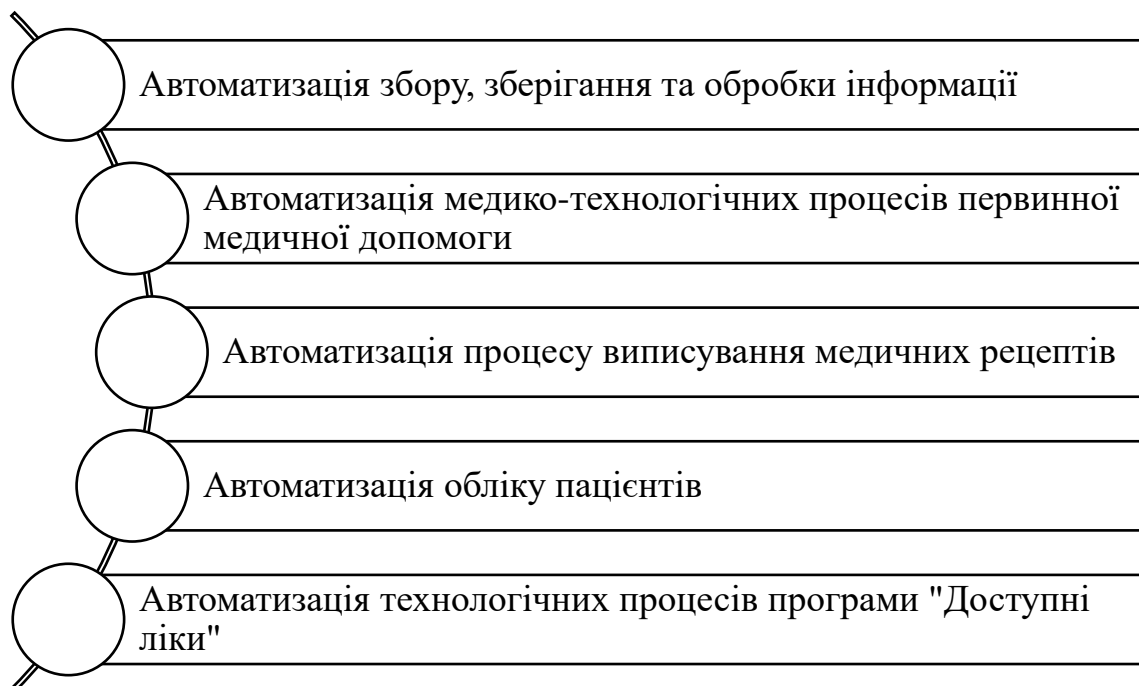 Автоматизація збору, зберігання та обробки інформації
Автоматизація медико-технологічних процесів первинної
медичної допомоги
Автоматизація процесу виписування медичних рецептів
Автоматизація обліку пацієнтів
Автоматизація технологічних процесів програми "Доступні
ліки"